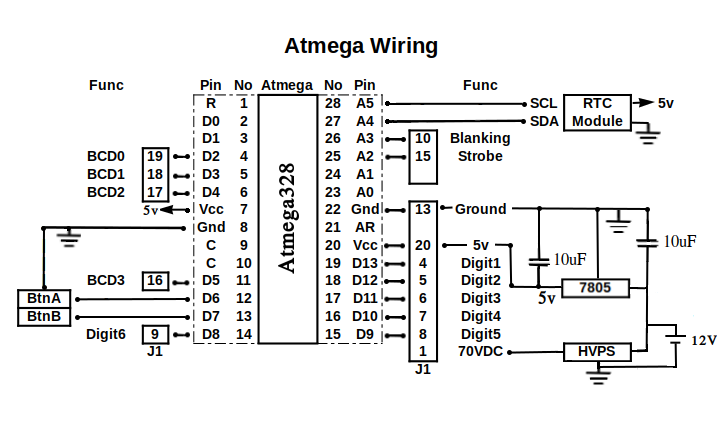 Atmega Wiring
Func Pin No Atmega No Pin Func
R 1 28 A5 SCL RTC 5v
D0 2 27 A4 SDA Module
D1 3 26 A3 10 Blanking
BCD0 19 D2 4 25 A2 15 Strobe
BCD1 18 D3 5 24 A1
BCD2 17 D4 6 23 A0
5v Vcc 7 22 Gnd 13 Ground
Gnd 8 21 AR
C 9 20 Vcc 20 5v 10uF
C 10 19 D13 4 Digit1 10uF
BCD3 16 D5 11 18 D12 5 Digit2 7805
BtnA D6 12 17 D11 6 Digit3 5v
BtnB D7 13 16 D10 7 Digit4
Digit6 9 D8 14 15 D9 8 Digit5 12V
J1 1 70VDC HVPS
J1
Atmega328